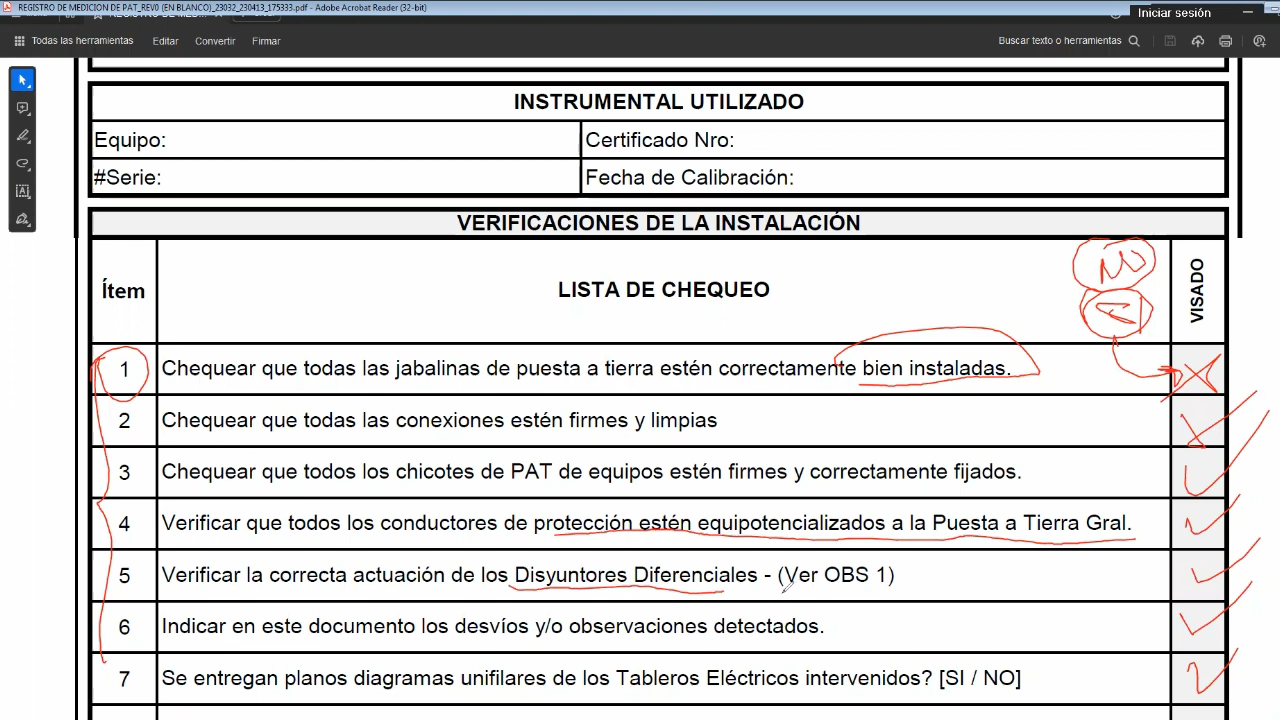 REGISTRO DE MEDICION DE PAT_REV0 (EN BLANCO)_23032_230413_175333.pdf - Adobe Acrobat Reader (32-bit)
Iniciar sesión
Todas las herramientas Editar Convertir Firmar Buscar texto o herramientas
INSTRUMENTAL UTILIZADO
Equipo: Certificado Nro:
#Serie: Fecha de Calibración:
VERIFICACIONES DE LA INSTALACIÓN
Ítem LISTA DE CHEQUEO VISADO
NO
1 Chequear que todas las jabalinas de puesta a tierra estén correctamente bien instaladas.
2 Chequear que todas las conexiones estén firmes y limpias
3 Chequear que todos los chicotes de PAT de equipos estén firmes y correctamente fijados.
4 Verificar que todos los conductores de protección estén equipotencializados a la Puesta a Tierra Gral.
5 Verificar la correcta actuación de los Disyuntores Diferenciales - (Ver OBS 1)
6 Indicar en este documento los desvíos y/o observaciones detectados.
7 Se entregan planos diagramas unifilares de los Tableros Eléctricos intervenidos? [SI / NO]